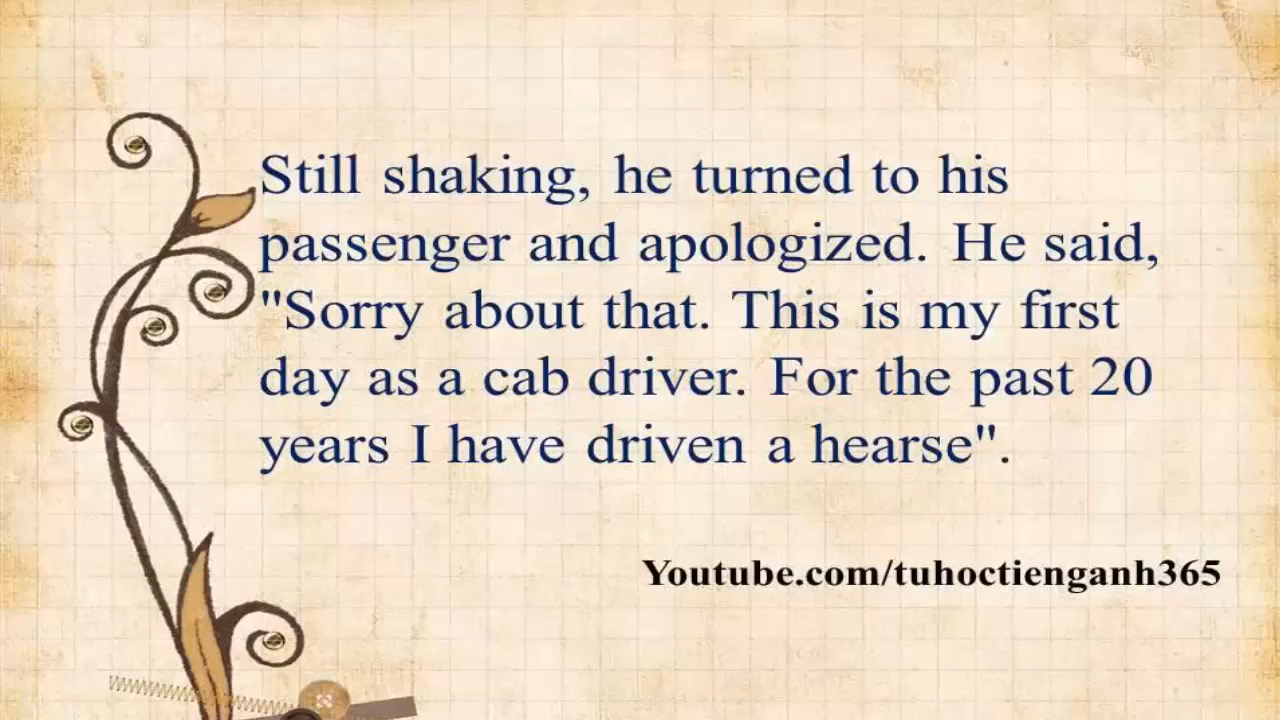 Still shaking, he turned to his
passenger and apologized. He said,
"Sorry about that. This is my first
day as a cab driver. For the past 20
years I have driven a hearse".
Youtube.com/tuhoctienganh365